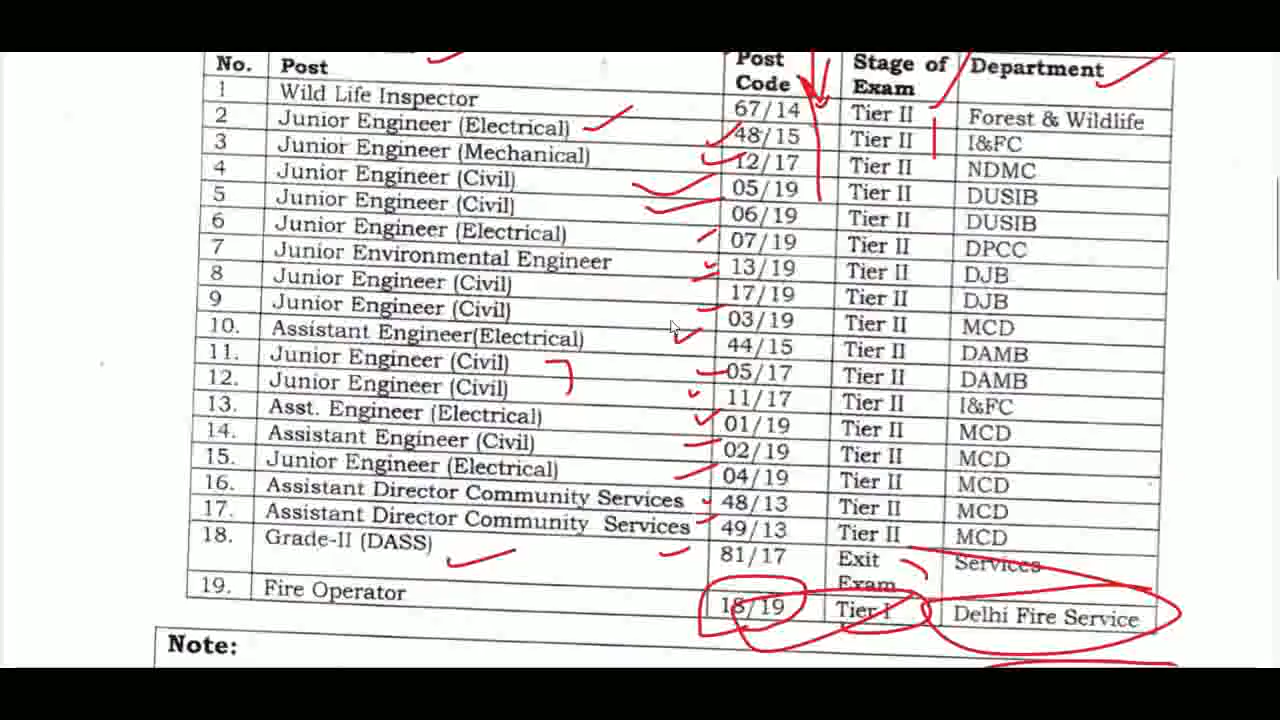 No. Post Post Code Stage of Exam Department
1 Wild Life Inspector 67/14 Tier II Forest & Wildlife
2 Junior Engineer (Electrical) 48/15 Tier II I&FC
3 Junior Engineer (Mechanical) 12/17 Tier II NDMC
4 Junior Engineer (Civil) 05/19 Tier II DUSIB
5 Junior Engineer (Civil) 06/19 Tier II DUSIB
6 Junior Engineer (Electrical) 07/19 Tier II DPCC
7 Junior Environmental Engineer 13/19 Tier II DJB
8 Junior Engineer (Civil) 17/19 Tier II DJB
9 Junior Engineer (Civil) 03/19 Tier II MCD
10. Assistant Engineer(Electrical) 44/15 Tier II DAMB
11. Junior Engineer (Civil) 05/17 Tier II DAMB
12. Junior Engineer (Civil) 11/17 Tier II I&FC
13. Asst. Engineer (Electrical) 01/19 Tier II MCD
14. Assistant Engineer (Civil) 02/19 Tier II MCD
15. Junior Engineer (Electrical) 04/19 Tier II MCD
16. Assistant Director Community Services 48/13 Tier II MCD
17. Assistant Director Community Services 49/13 Tier II MCD
18. Grade-II (DASS) 81/17 Exit Exam Services
19. Fire Operator 18/19 Tier I Delhi Fire Service
Note: